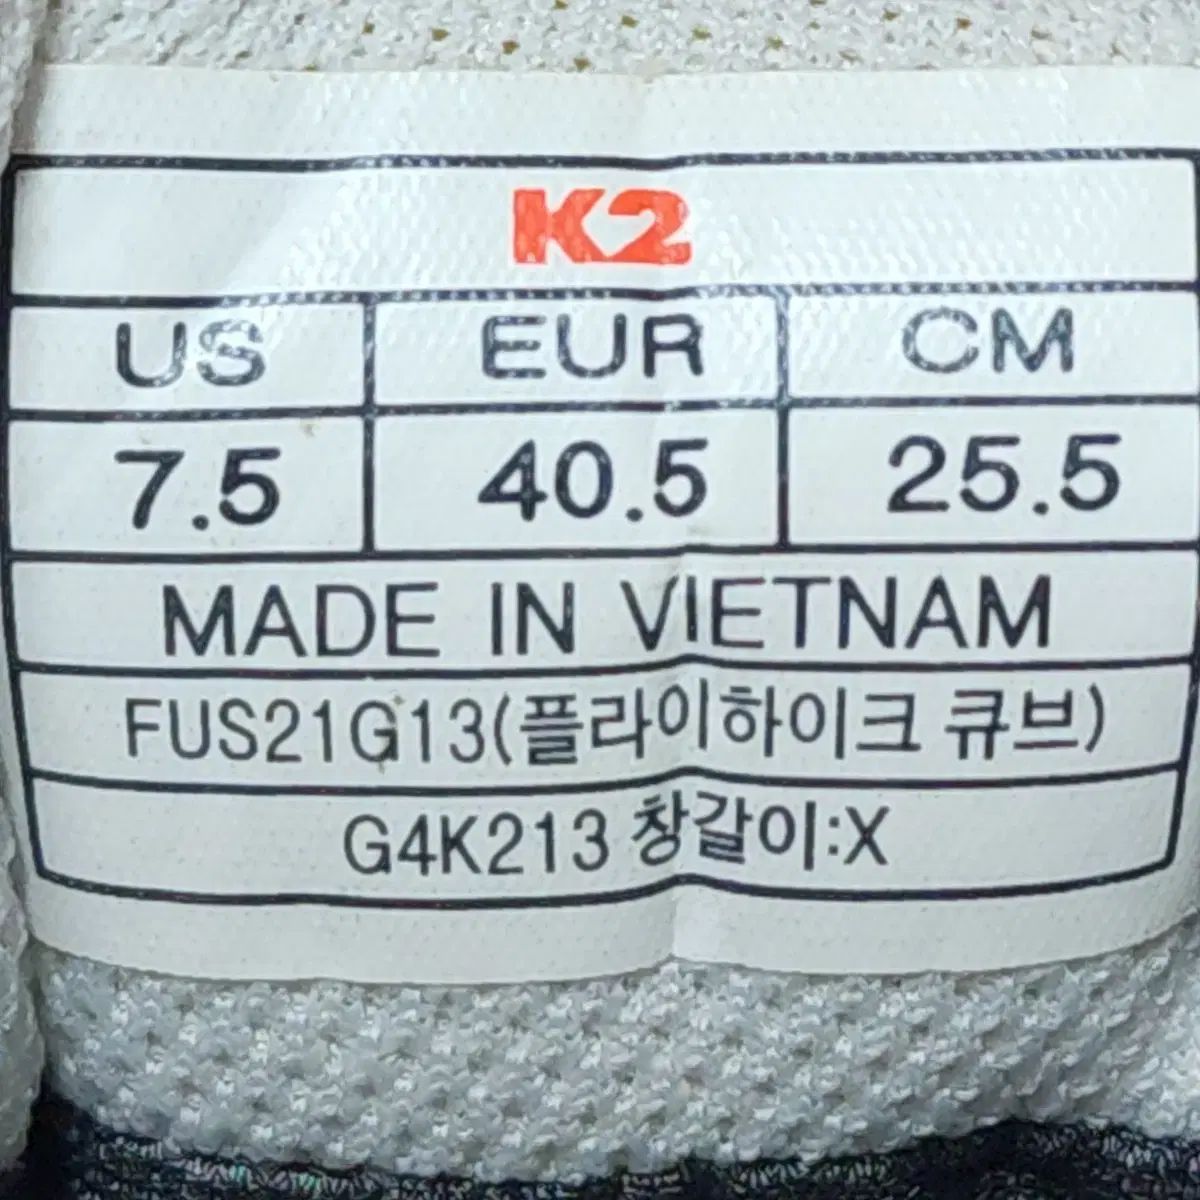 K2
US EUR CM
7.5 40.5 25.5
MADE IN VIETNAM
FUS21G13(플라이하이크 큐브)
G4K213 창갈이:X